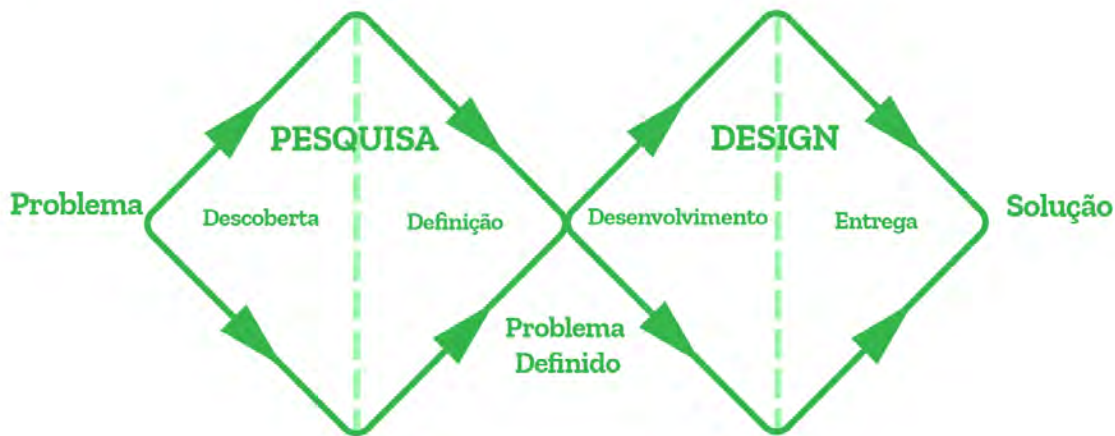 PESQUISA
DESIGN
Problema
Descoberta
Definição
Desenvolvimento
Entrega
Solução
Problema
Definido